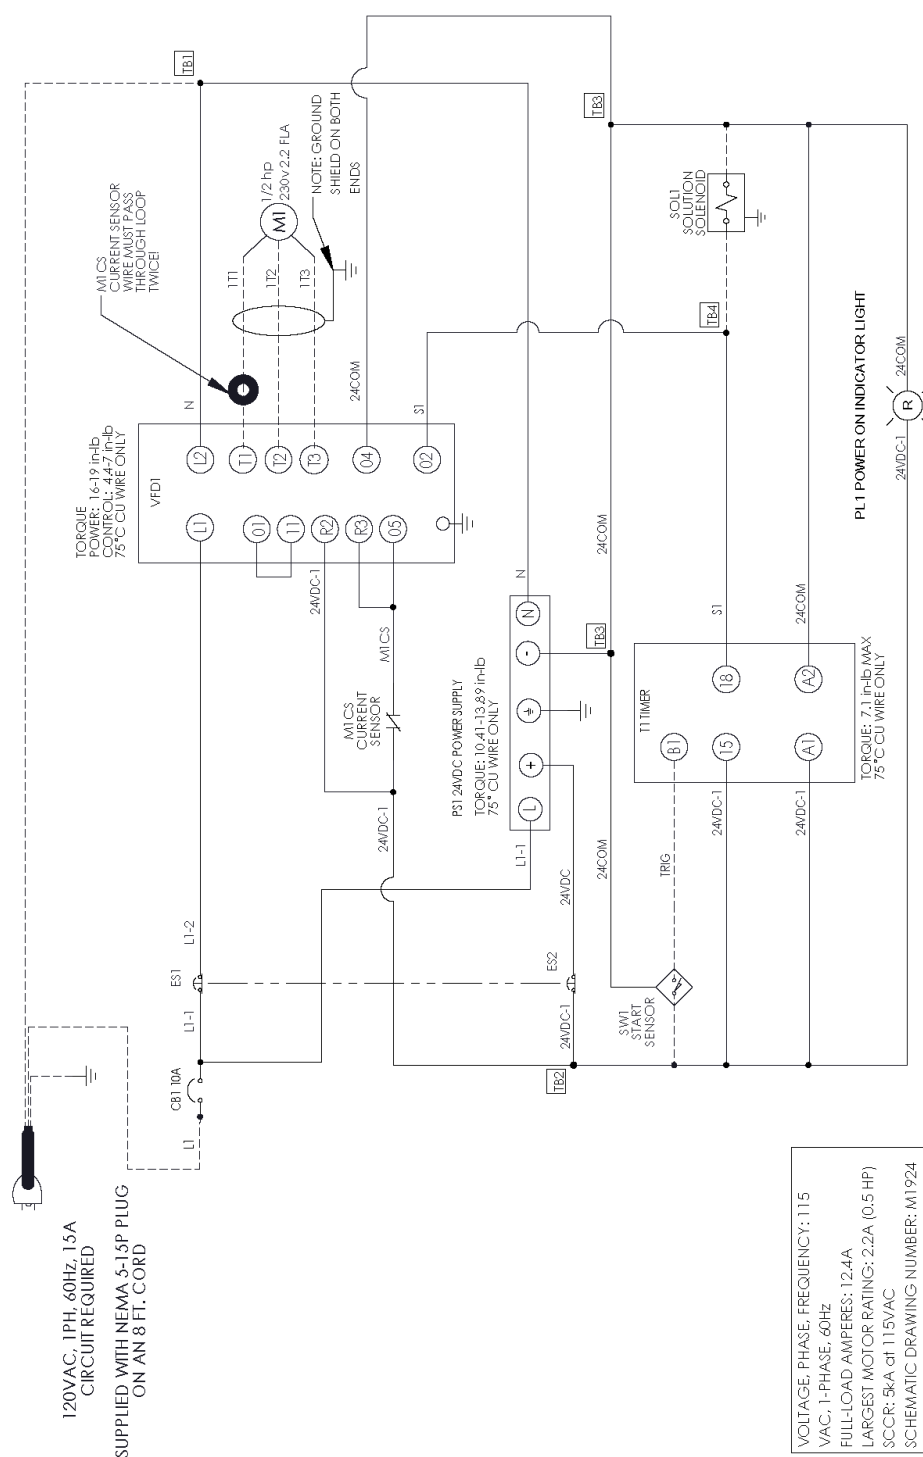 120VAC, 1PH, 60Hz, 15A
CIRCUIT REQUIRED
SUPPLIED WITH NEMA 5-15P PLUG
ON AN 8 FT. CORD
L1
CB1 10A
L1-1
ES1
L1-2
TB1
N
TORQUE
POWER: 16-19 in-lb
CONTROL: 4.4-7 in-lb
75°C CU WIRE ONLY
VFD1
L1
L2
01
11
R2
R3
05
T1
T2
T3
04
02
M1CS
CURRENT SENSOR
WIRE MUST PASS
THROUGH LOOP
TWICE!
1T1
1T2
1T3
M1
1/2 hp
230v 2.2 FLA
NOTE: GROUND
SHIELD ON BOTH
ENDS
24COM
S1
24VDC-1
M1CS
M1CS
CURRENT
SENSOR
24VDC-1
PS1 24VDC POWER SUPPLY
TORQUE: 10.41-13.89 in-lb
75° CU WIRE ONLY
L
+
-
N
L1-1
N
24VDC
ES2
24VDC-1
TB2
TB3
24COM
24COM
TB3
SW1
START
SENSOR
TRIG
T1 TIMER
B1
15
18
A1
A2
24VDC-1
24VDC-1
S1
24COM
TORQUE: 7.1 in-lb MAX
75°C CU WIRE ONLY
TB4
SOL1
SOLUTION
SOLENOID
PL1 POWER ON INDICATOR LIGHT
24VDC-1
R
24COM
VOLTAGE, PHASE, FREQUENCY: 115
VAC, 1-PHASE, 60Hz
FULL-LOAD AMPERES: 12.4A
LARGEST MOTOR RATING: 2.2A (0.5 HP)
SCCR: 5kA at 115VAC
SCHEMATIC DRAWING NUMBER: M1924